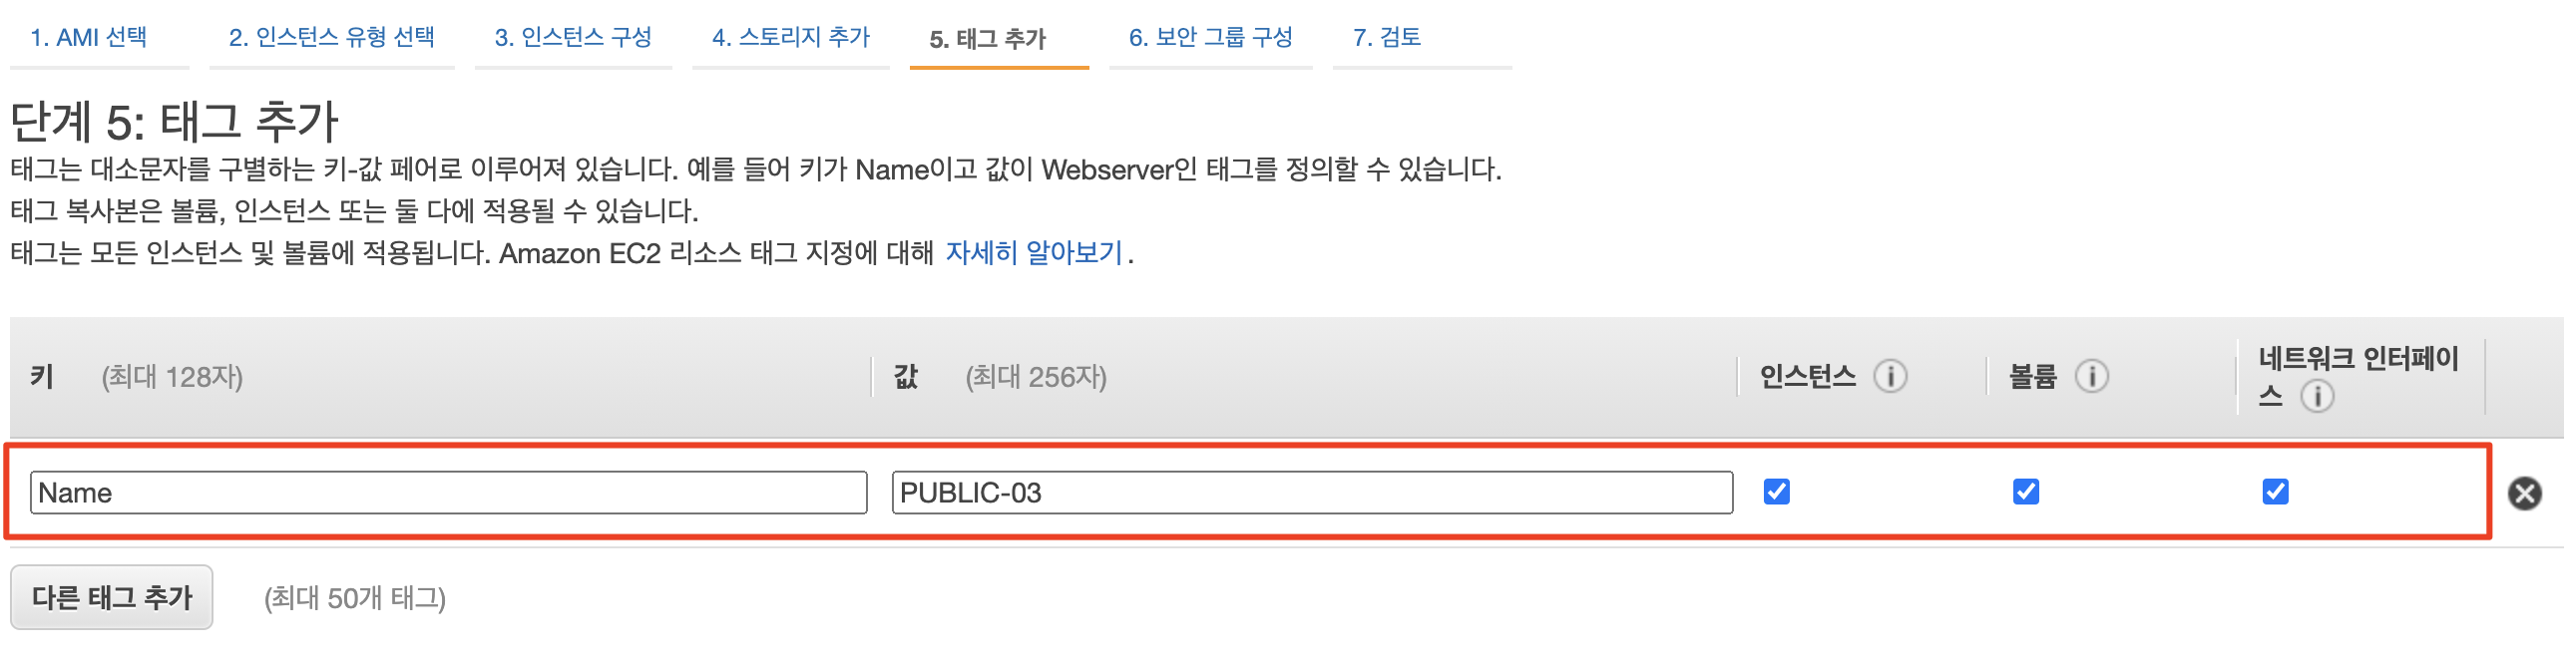 1. AMI 선택 2. 인스턴스 유형 선택 3. 인스턴스 구성 4. 스토리지 추가 5. 태그 추가 6. 보안 그룹 구성 7. 검토
단계 5: 태그 추가
태그는 대소문자를 구별하는 키-값 페어로 이루어져 있습니다. 예를 들어 키가 Name이고 값이 Webserver인 태그를 정의할 수 있습니다.
태그 복사본은 볼륨, 인스턴스 또는 둘 다에 적용될 수 있습니다.
태그는 모든 인스턴스 및 볼륨에 적용됩니다. Amazon EC2 리소스 태그 지정에 대해 자세히 알아보기.
키 (최대 128자) 값 (최대 256자) 인스턴스 볼륨 네트워크 인터페이
스
Name PUBLIC-03
다른 태그 추가 (최대 50개 태그)